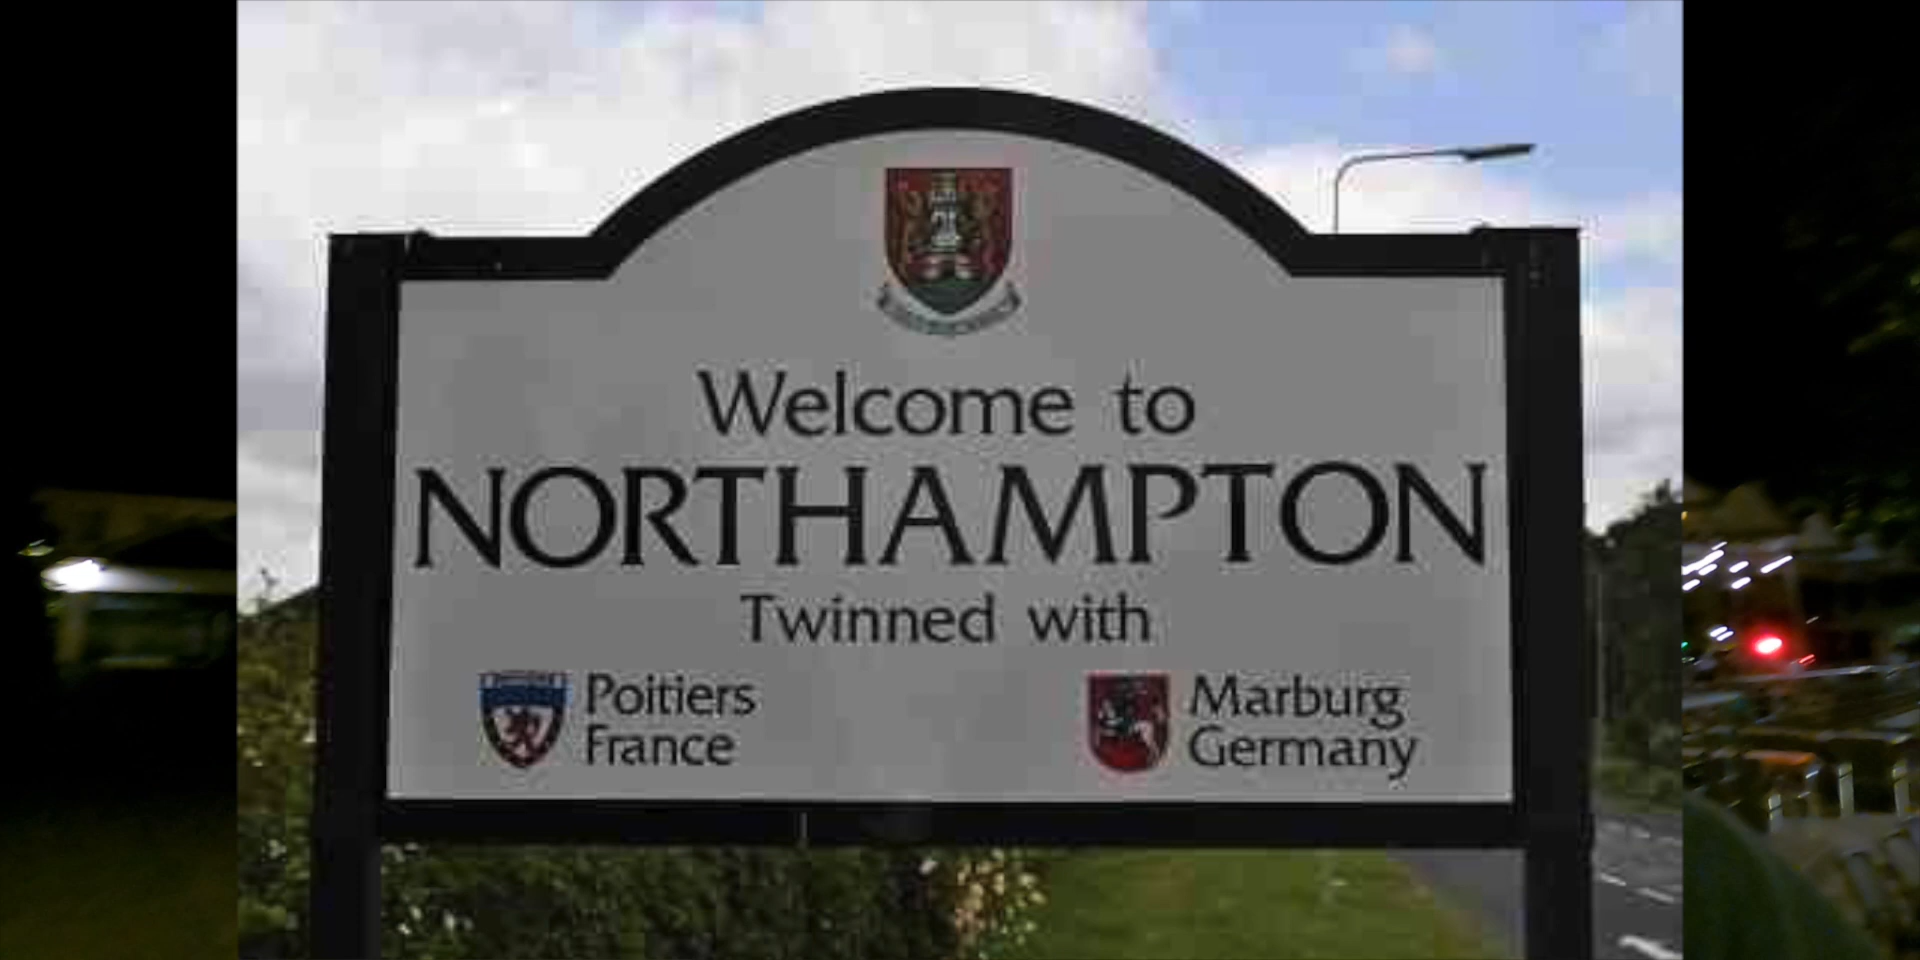 Welcome to
NORTHAMPTON
Twinned with
Poitiers
France
Marburg
Germany